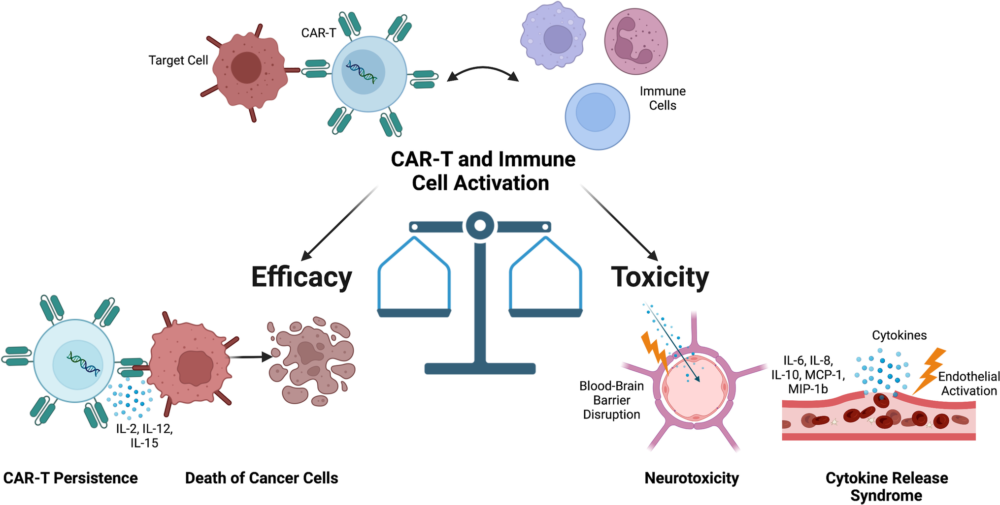 CAR-T
Target Cell
Immune
Cells
CAR-T and Immune
Cell Activation
Efficacy
Toxicity
IL-2, IL-12,
IL-15
CAR-T Persistence
Death of Cancer Cells
Blood-Brain
Barrier
Disruption
Neurotoxicity
Cytokines
IL-6, IL-8,
IL-10, MCP-1,
MIP-1b
Endothelial
Activation
Cytokine Release
Syndrome